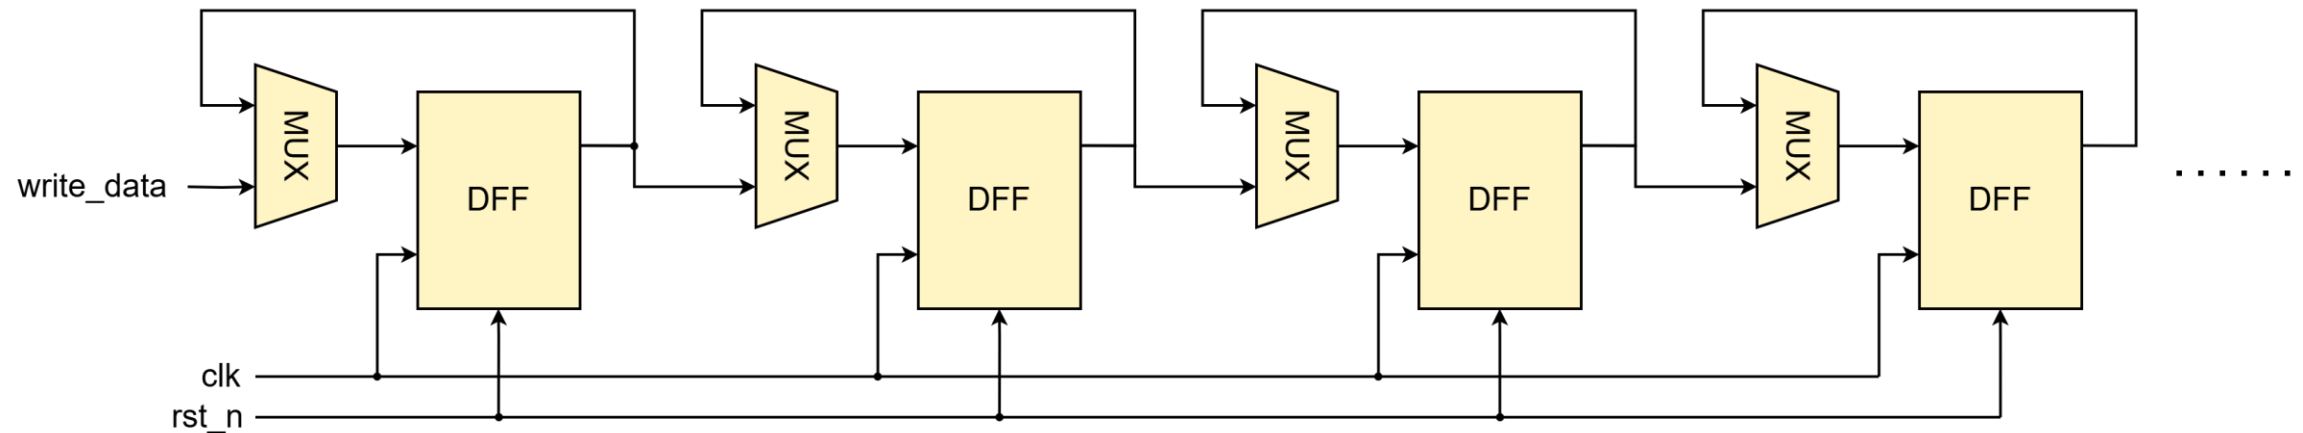 MUX
MUX
MUX
MUX
DFF
DFF
DFF
DFF
write_data
clk
rst_n